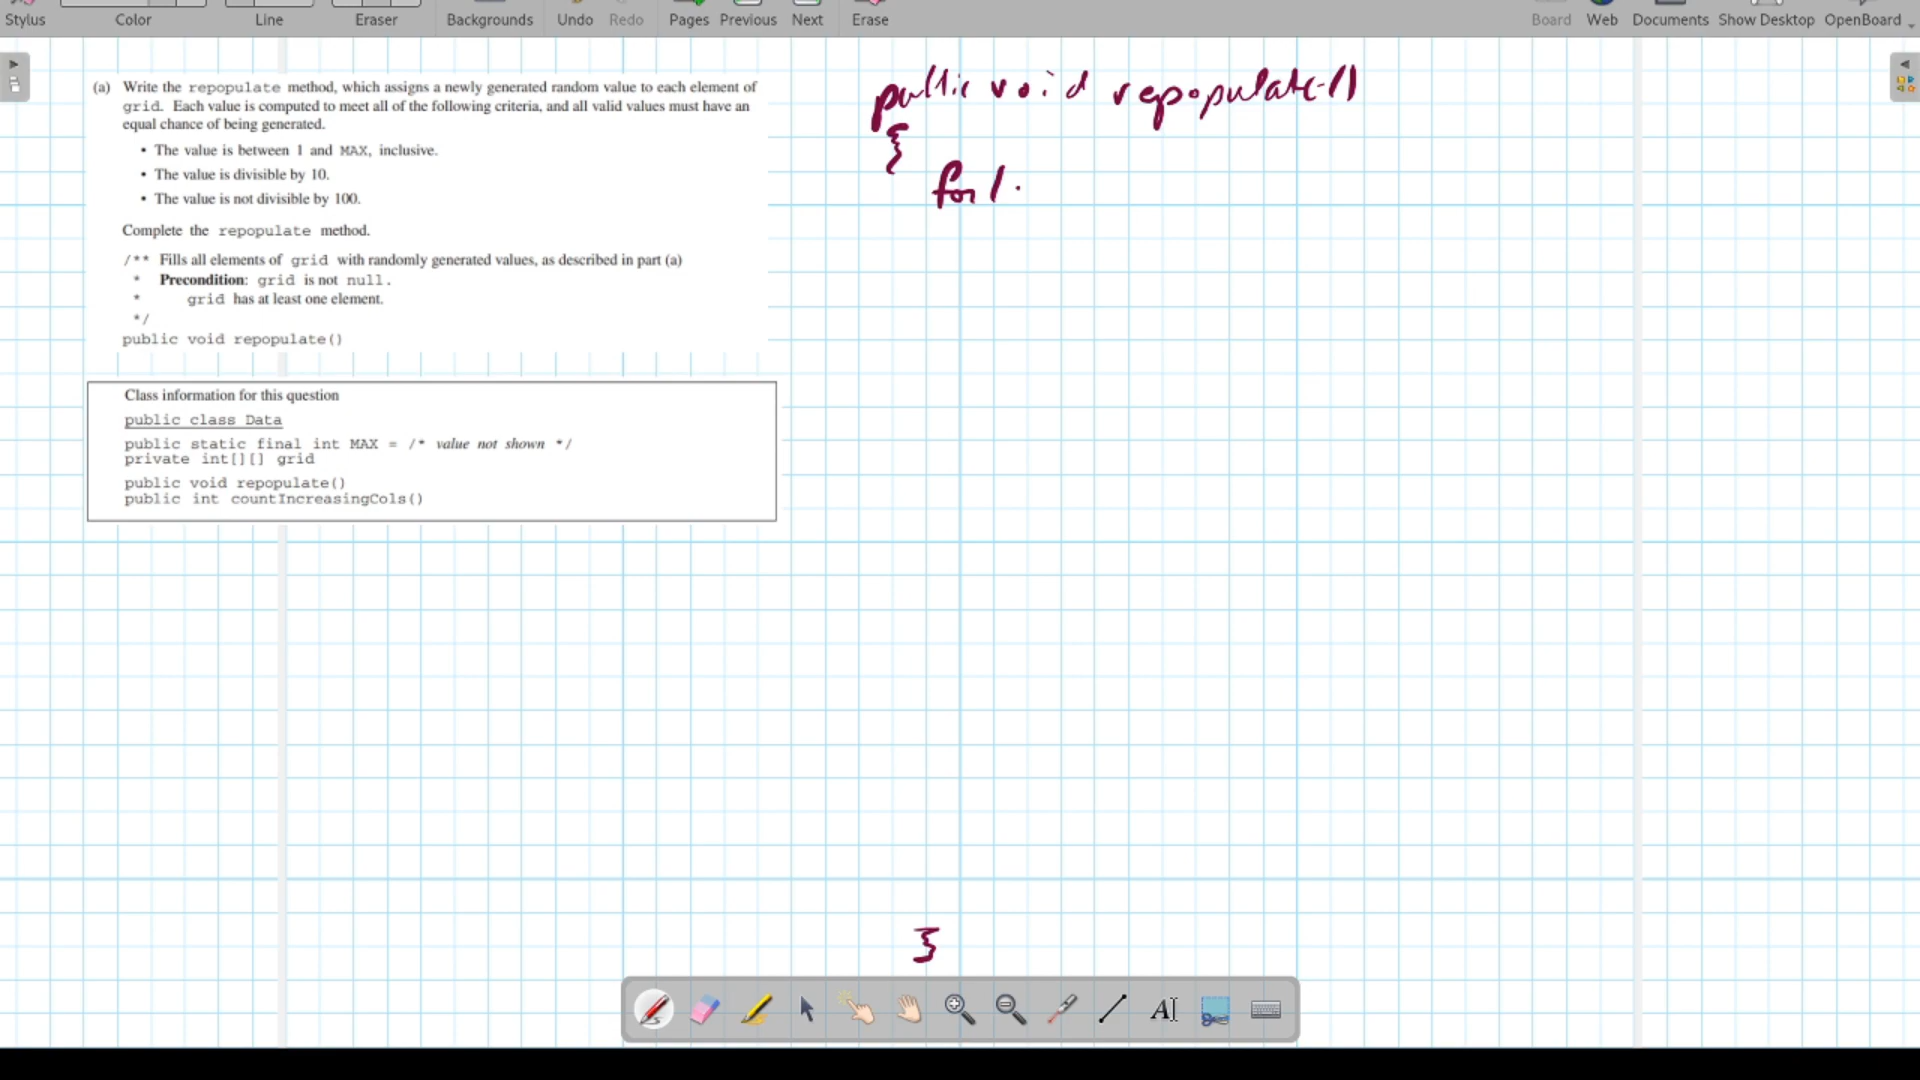 Stylus Color Line Eraser Backgrounds Undo Redo Pages Previous Next Erase Board Web Documents Show Desktop OpenBoard
(a) Write the repopulate method, which assigns a newly generated random value to each element of
grid. Each value is computed to meet all of the following criteria, and all valid values must have an
equal chance of being generated.
• The value is between 1 and MAX, inclusive.
• The value is divisible by 10.
• The value is not divisible by 100.
Complete the repopulate method.
/** Fills all elements of grid with randomly generated values, as described in part (a)
* Precondition: grid is not null.
* grid has at least one element.
*/
public void repopulate()
Class information for this question
public class Data
public static final int MAX = /* value not shown */
private int[][] grid
public void repopulate()
public int countIncreasingCols()
public void repopulate()
{
for(
}
AI